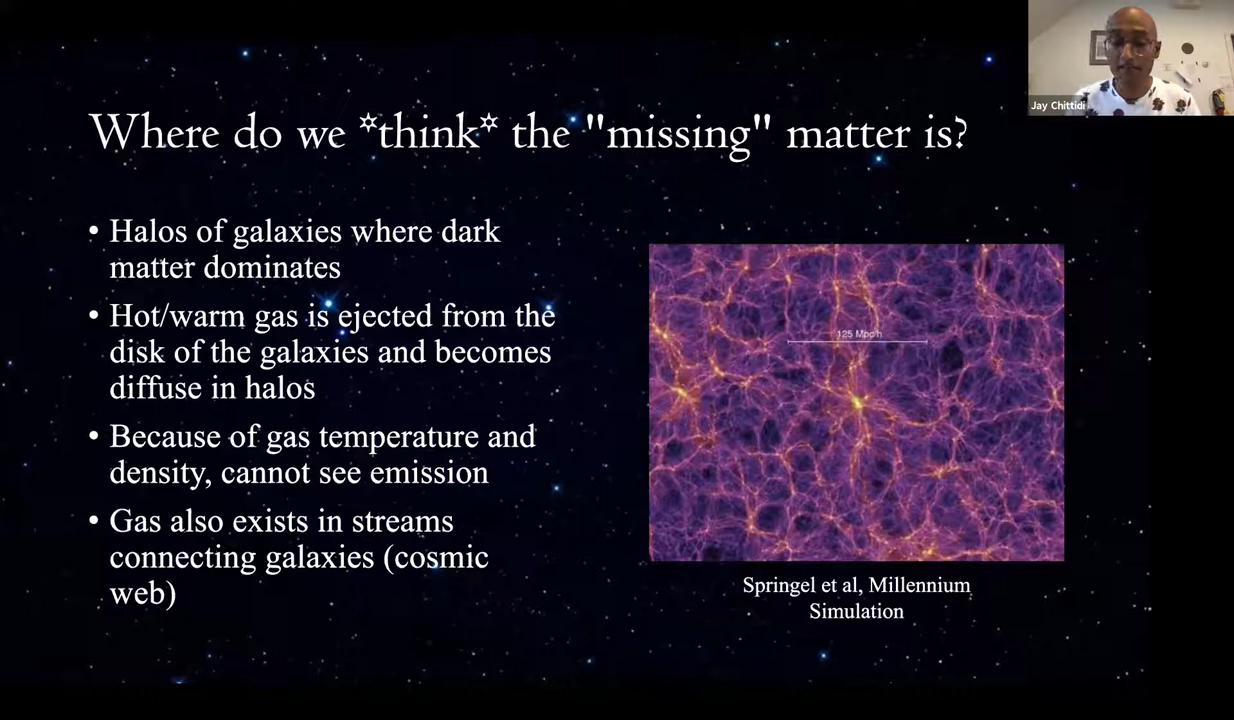 Jay Chittidi
Where do we *think* the "missing" matter is?
• Halos of galaxies where dark
matter dominates
• Hot/warm gas is ejected from the
disk of the galaxies and becomes
diffuse in halos
• Because of gas temperature and
density, cannot see emission
• Gas also exists in streams
connecting galaxies (cosmic
web)
125 Mpc/h
Springel et al, Millennium
Simulation